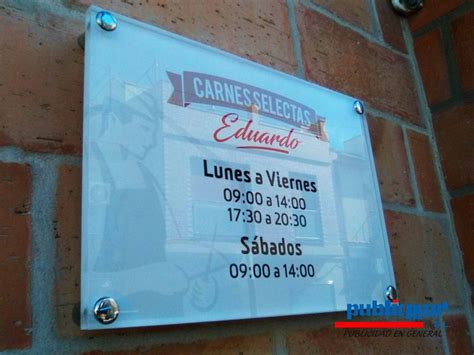 CARNES SELECTAS
Eduardo
Lunes a Viernes
09:00 a 14:00
17:30 a 20:30
Sábados
09:00 a 14:00
publimur
PUBLICIDAD EN GENERAL